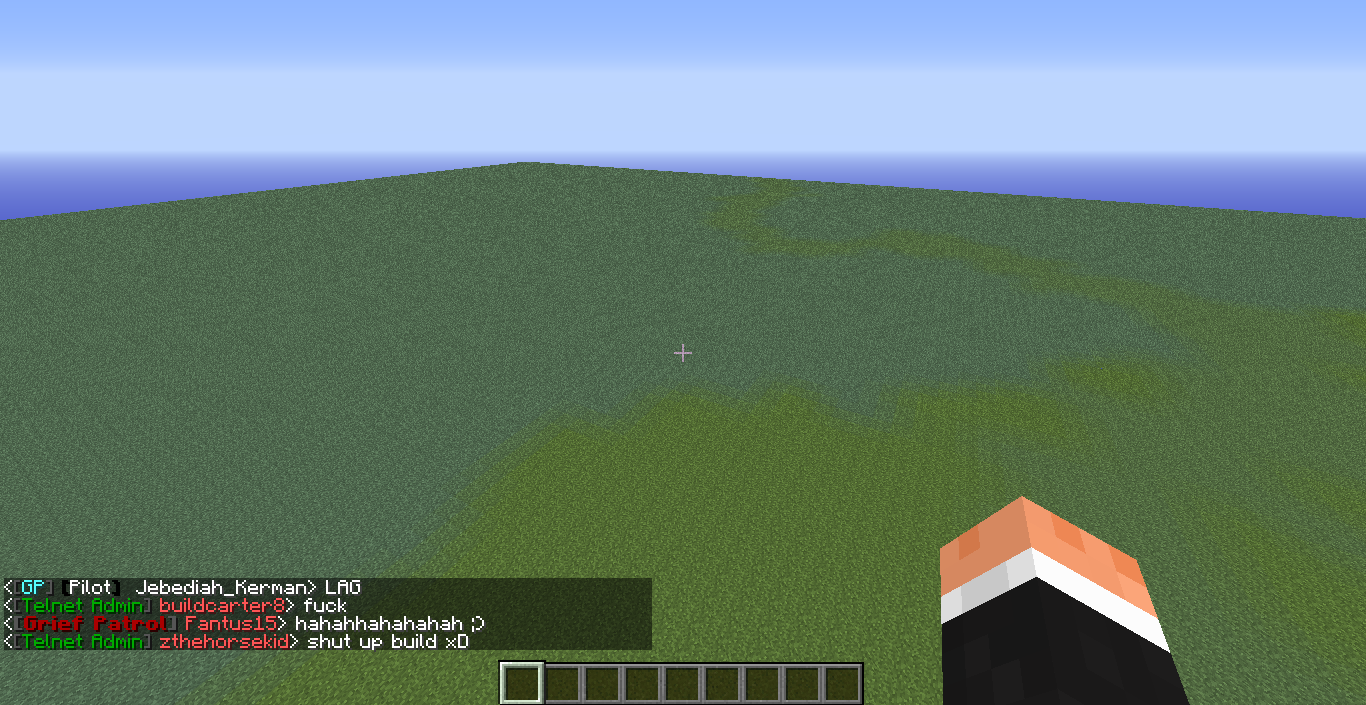 <[GP] [Pilot] Jebediah_Kerman> LAG
<[Telnet Admin] buildcarter8> fuck
<[Grief Patrol] Fantus15> hahahhahahahah ;)
<[Telnet Admin] zthehorsekid> shut up build xD